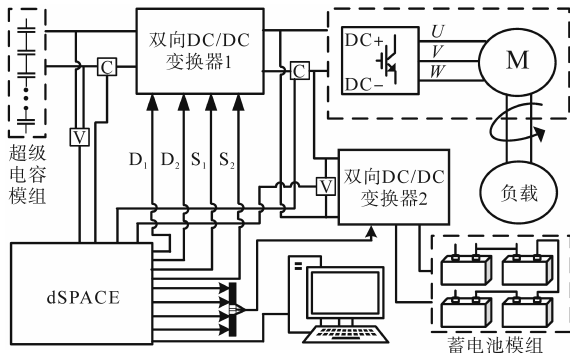 双向DC/DC
变换器1
DC+
DC−
U
V
W
M
C
C
V
超级
电容
模组
D₁
D₂
S₁
S₂
V
双向DC/DC
变换器2
负载
dSPACE
蓄电池模组